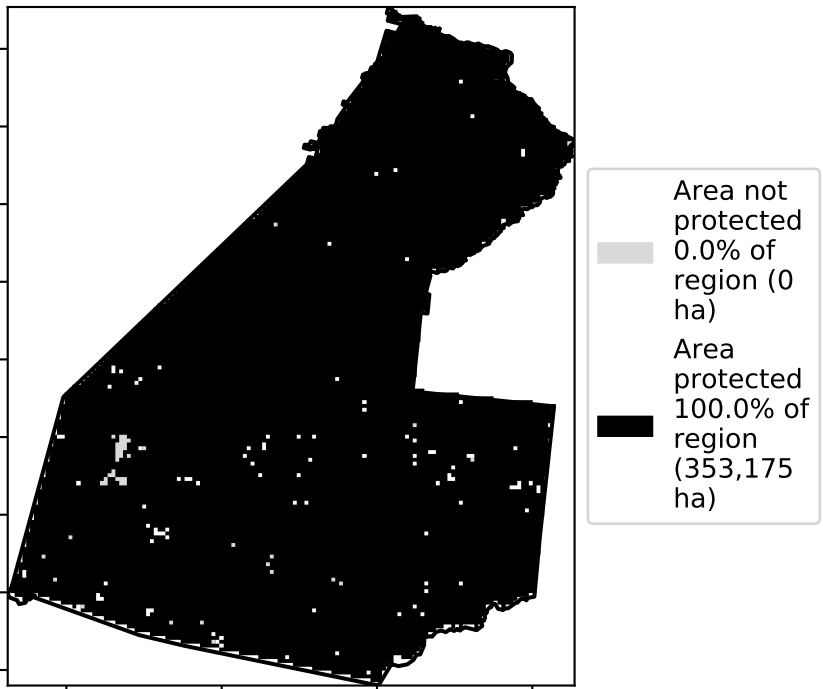 Area not
protected
0.0% of
region (0
ha)
Area
protected
100.0% of
region
(353,175
ha)